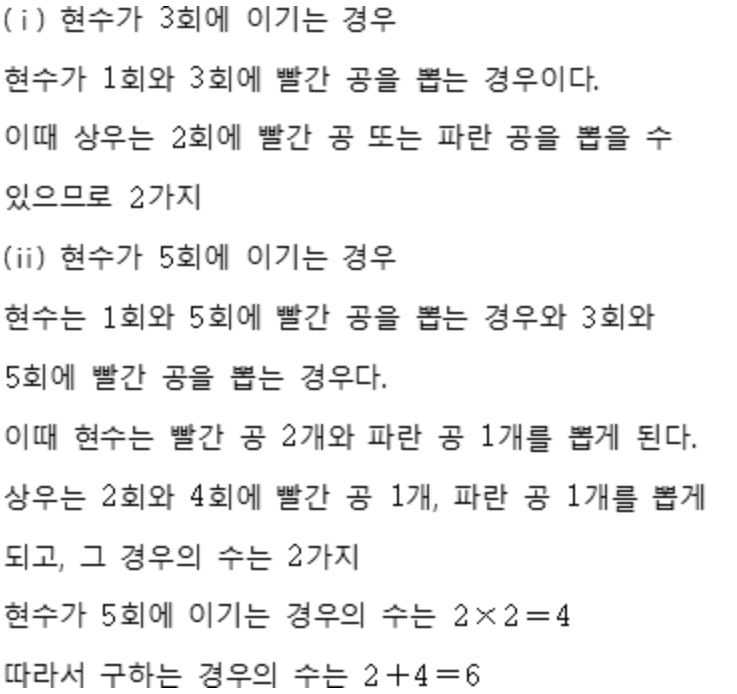 (ⅰ) 현수가 3회에 이기는 경우
현수가 1회와 3회에 빨간 공을 뽑는 경우이다.
이때 상우는 2회에 빨간 공 또는 파란 공을 뽑을 수
있으므로 2가지
(ⅱ) 현수가 5회에 이기는 경우
현수는 1회와 5회에 빨간 공을 뽑는 경우와 3회와
5회에 빨간 공을 뽑는 경우다.
이때 현수는 빨간 공 2개와 파란 공 1개를 뽑게 된다.
상우는 2회와 4회에 빨간 공 1개, 파란 공 1개를 뽑게
되고, 그 경우의 수는 2가지
현수가 5회에 이기는 경우의 수는 2×2=4
따라서 구하는 경우의 수는 2+4=6